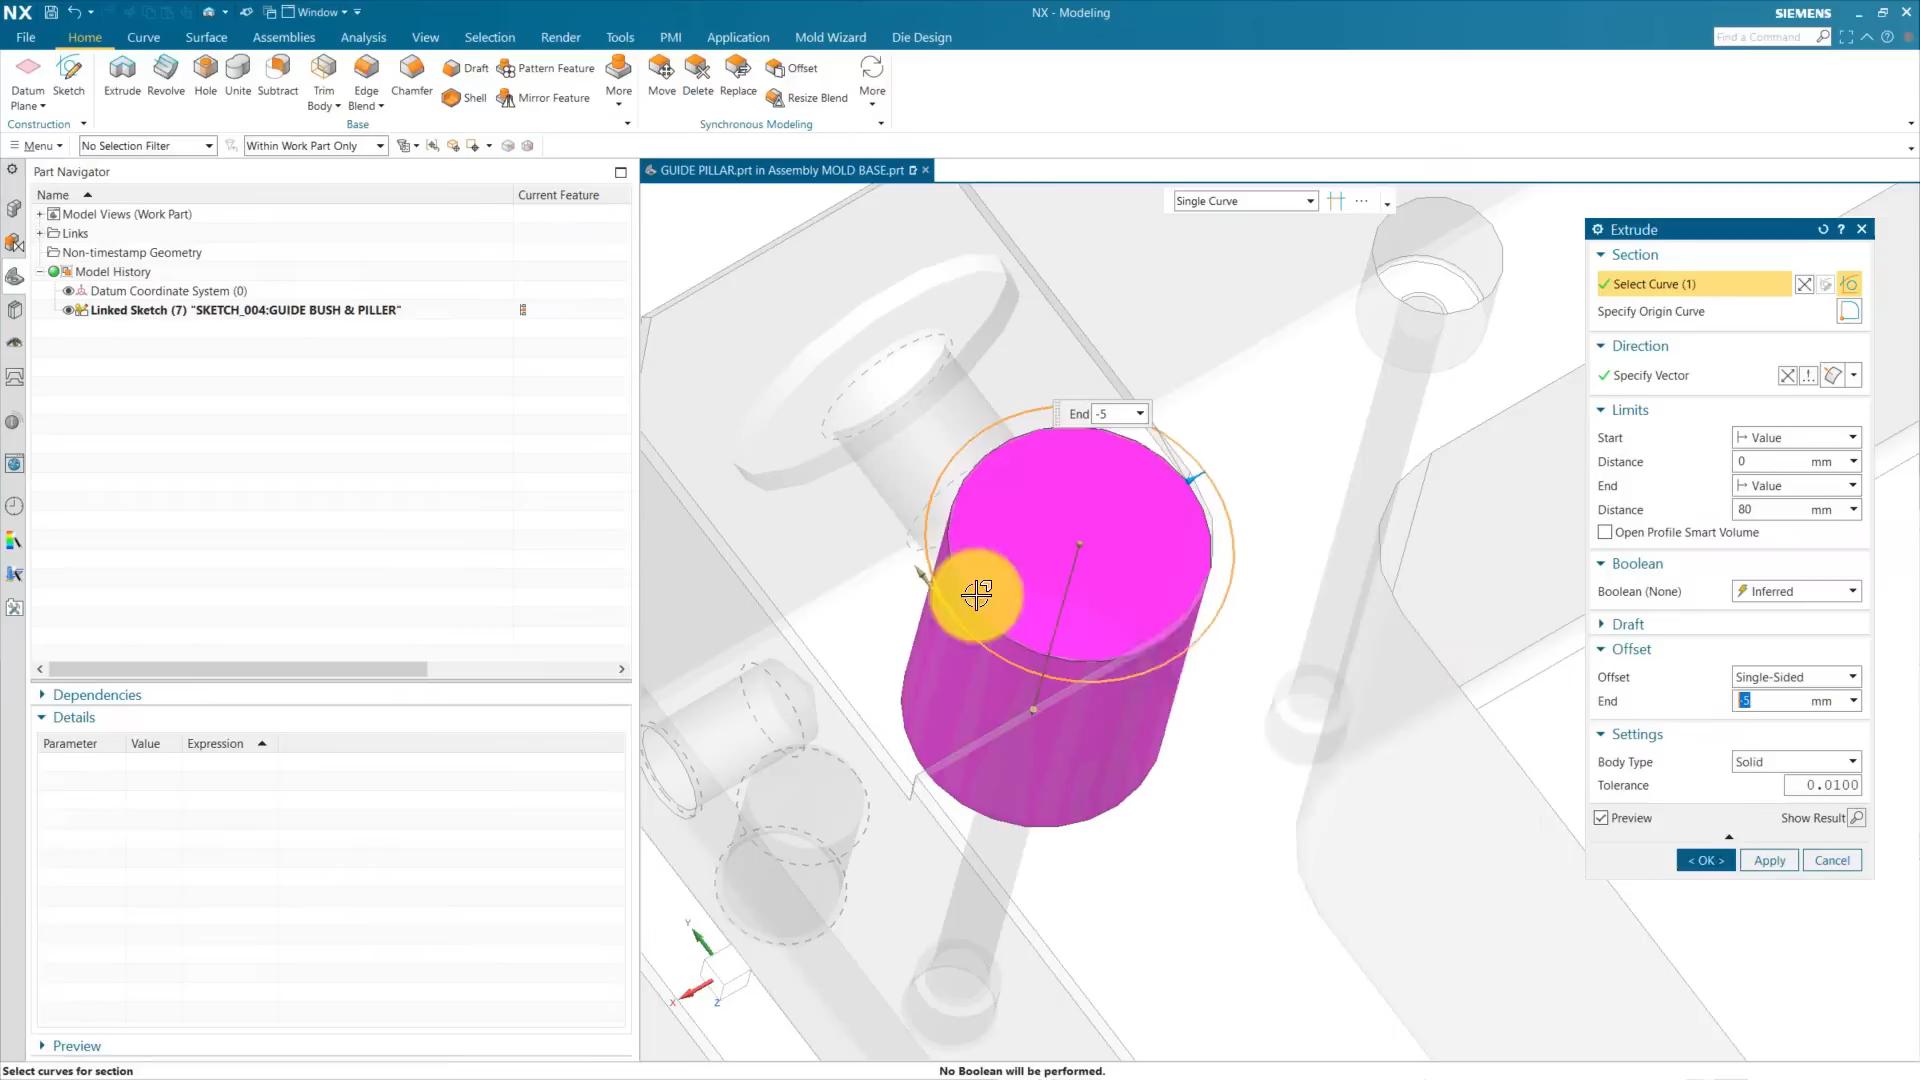 NX
Window
NX - Modeling
SIEMENS
File Home Curve Surface Assemblies Analysis View Selection Render Tools PMI Application Mold Wizard Die Design
Find a Command
Datum Plane
Sketch
Extrude
Revolve
Hole
Unite
Subtract
Trim Body
Edge Blend
Chamfer
Draft
Shell
Pattern Feature
Mirror Feature
More
Move
Delete
Replace
Offset
Resize Blend
More
Construction
Base
Synchronous Modeling
Menu
No Selection Filter
Within Work Part Only
Part Navigator
Name
Current Feature
Model Views (Work Part)
Links
Non-timestamp Geometry
Model History
Datum Coordinate System (0)
Linked Sketch (7) "SKETCH_004:GUIDE BUSH & PILLER"
Dependencies
Details
Parameter Value Expression
Preview
GUIDE PILLAR.prt in Assembly MOLD BASE.prt
Single Curve
End -5
Y
X
Z
Extrude
Section
Select Curve (1)
Specify Origin Curve
Direction
Specify Vector
Limits
Start Value
Distance 0 mm
End Value
Distance 80 mm
Open Profile Smart Volume
Boolean
Boolean (None) Inferred
Draft
Offset
Offset Single-Sided
End -5 mm
Settings
Body Type Solid
Tolerance 0.0100
Preview
Show Result
< OK > Apply Cancel
Select curves for section
No Boolean will be performed.